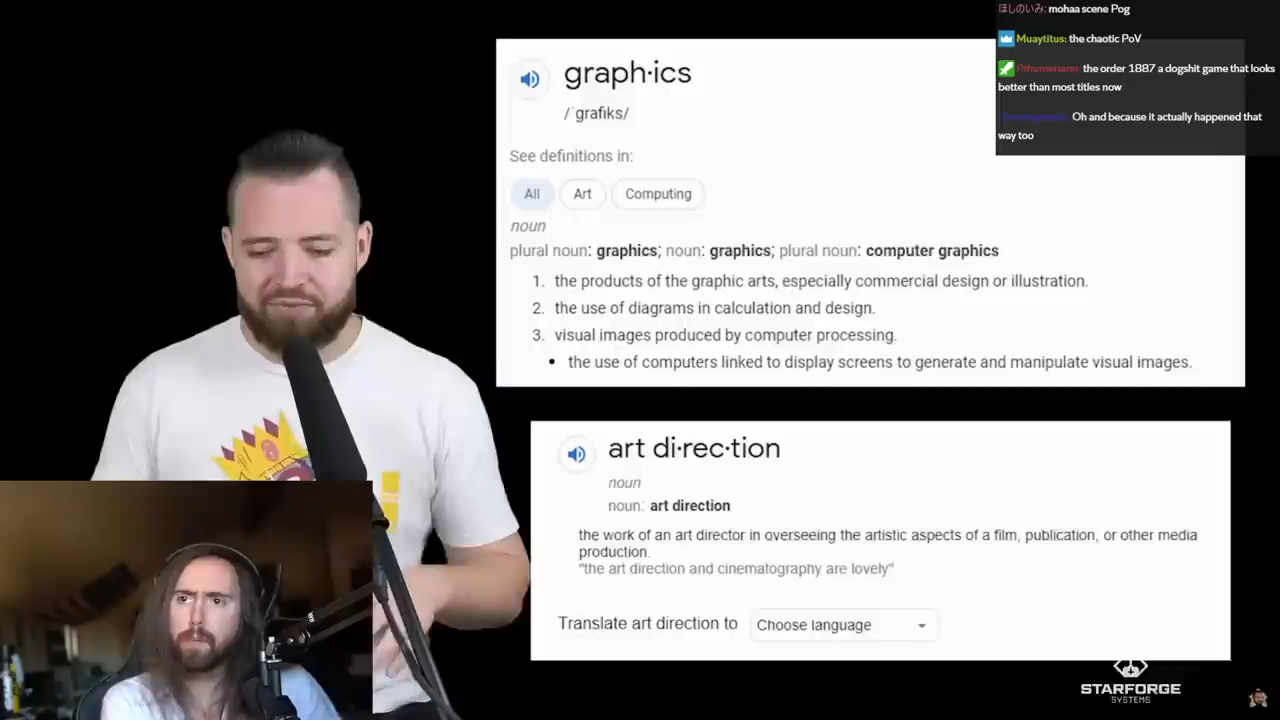 ほしのいみ: mohaa scene Pog
Muaytitus: the chaotic PoV
the order 1887 a dogshit game that looks
better than most titles now
Oh and because it actually happened that
way too
graph·ics
/ˈɡrafiks/
See definitions in:
All Art Computing
noun
plural noun: graphics; noun: graphics; plural noun: computer graphics
1. the products of the graphic arts, especially commercial design or illustration.
2. the use of diagrams in calculation and design.
3. visual images produced by computer processing.
• the use of computers linked to display screens to generate and manipulate visual images.
art di·rec·tion
noun
noun: art direction
the work of an art director in overseeing the artistic aspects of a film, publication, or other media
production.
"the art direction and cinematography are lovely"
Translate art direction to Choose language
STARFORGE
SYSTEMS